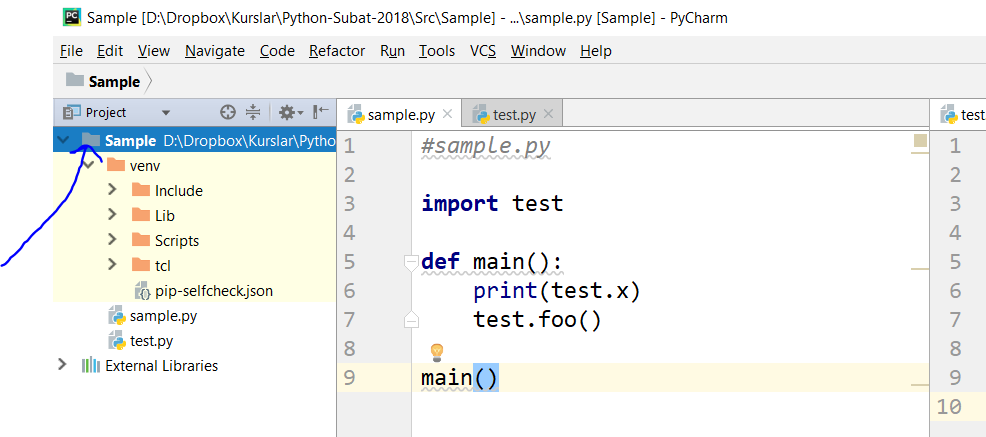 Sample [D:\Dropbox\Kurslar\Python-Subat-2018\Src\Sample] - ...\sample.py [Sample] - PyCharm
File Edit View Navigate Code Refactor Run Tools VCS Window Help
Sample
Project
sample.py
test.py
test
Sample D:\Dropbox\Kurslar\Pytho
venv
Include
Lib
Scripts
tcl
pip-selfcheck.json
sample.py
test.py
External Libraries
1 #sample.py
2
3 import test
4
5 def main():
6 print(test.x)
7 test.foo()
8
9 main()
1
2
3
4
5
6
7
8
9
10